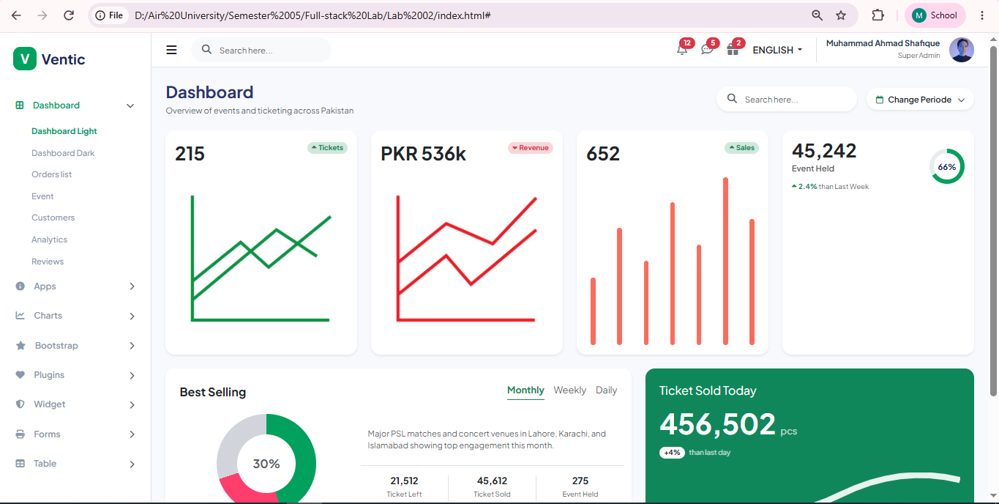 File
D:/Air%20University/Semester%2005/Full-stack%20Lab/Lab%2002/index.html#
M School
V Ventic
Search here...
12
5
2
ENGLISH
Muhammad Ahmad Shafique
Super Admin
Dashboard
Dashboard Light
Dashboard Dark
Orders list
Event
Customers
Analytics
Reviews
Apps
Charts
Bootstrap
Plugins
Widget
Forms
Table
Dashboard
Overview of events and ticketing across Pakistan
Search here...
Change Periode
215
Tickets
PKR 536k
Revenue
652
Sales
45,242
Event Held
2.4% than Last Week
66%
Best Selling
Monthly Weekly Daily
30%
Major PSL matches and concert venues in Lahore, Karachi, and
Islamabad showing top engagement this month.
21,512
Ticket Left
45,612
Ticket Sold
275
Event Held
Ticket Sold Today
456,502 pcs
+4% than last day